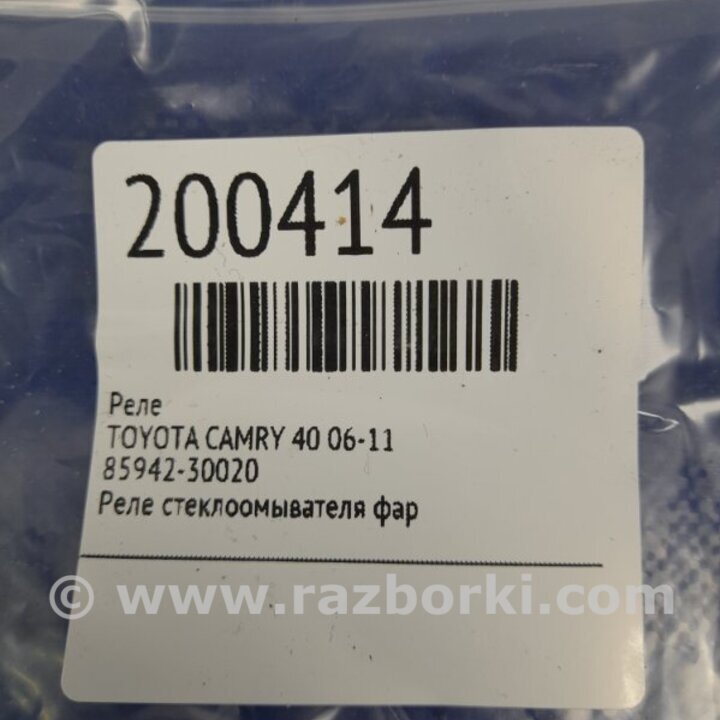 200414
Реле
TOYOTA CAMRY 40 06-11
85942-30020
Реле стеклоомывателя фар
© www.razborki.com